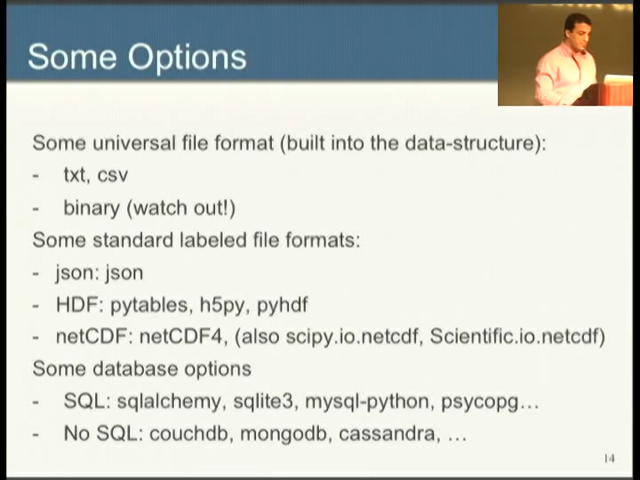 Some Options
Some universal file format (built into the data-structure):
- txt, csv
- binary (watch out!)
Some standard labeled file formats:
- json: json
- HDF: pytables, h5py, pyhdf
- netCDF: netCDF4, (also scipy.io.netcdf, Scientific.io.netcdf)
Some database options
- SQL: sqlalchemy, sqlite3, mysql-python, psycopg…
- No SQL: couchdb, mongodb, cassandra, …
14